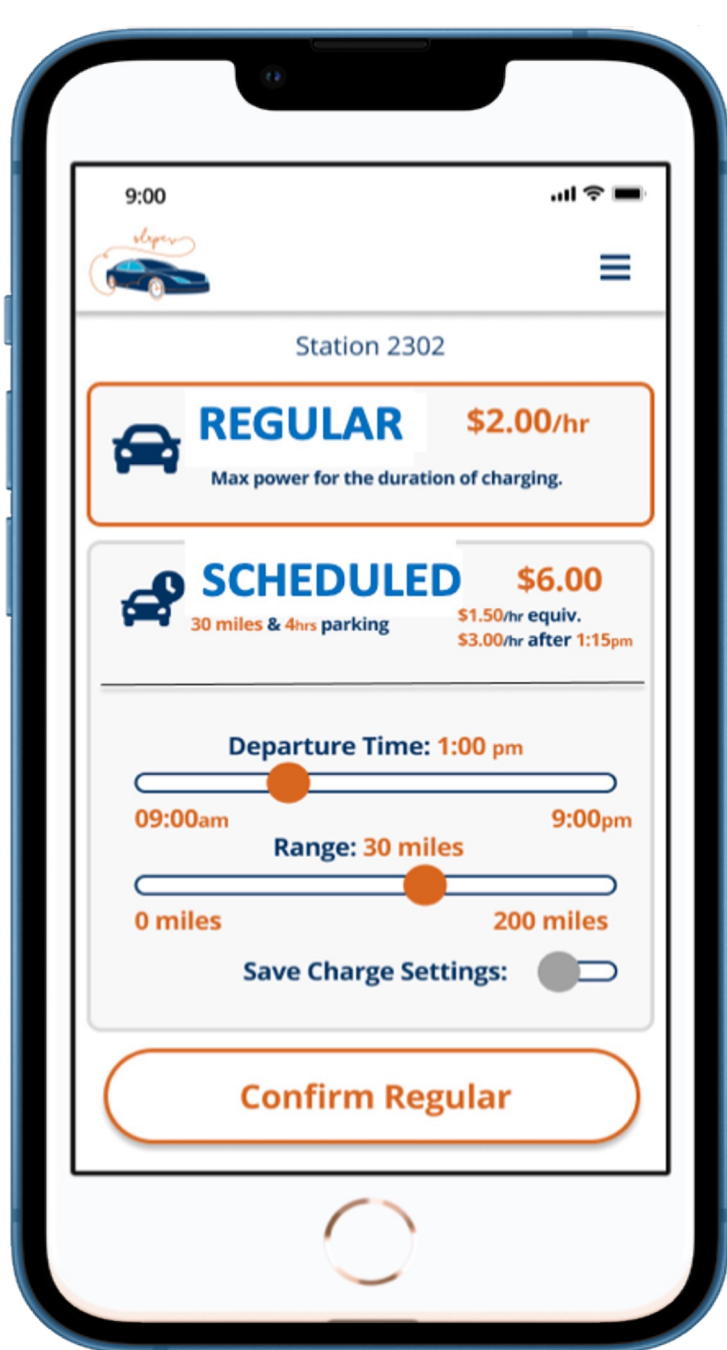 9:00
slrpev
Station 2302
REGULAR $2.00/hr
Max power for the duration of charging.
SCHEDULED $6.00
30 miles & 4hrs parking
$1.50/hr equiv.
$3.00/hr after 1:15pm
Departure Time: 1:00 pm
09:00am 9:00pm
Range: 30 miles
0 miles 200 miles
Save Charge Settings:
Confirm Regular